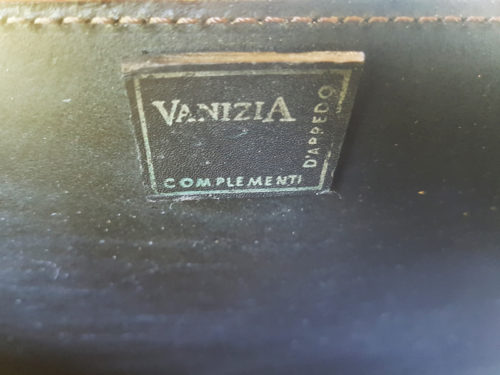 VANIZIA
COMPLEMENTI
D'ARREDO